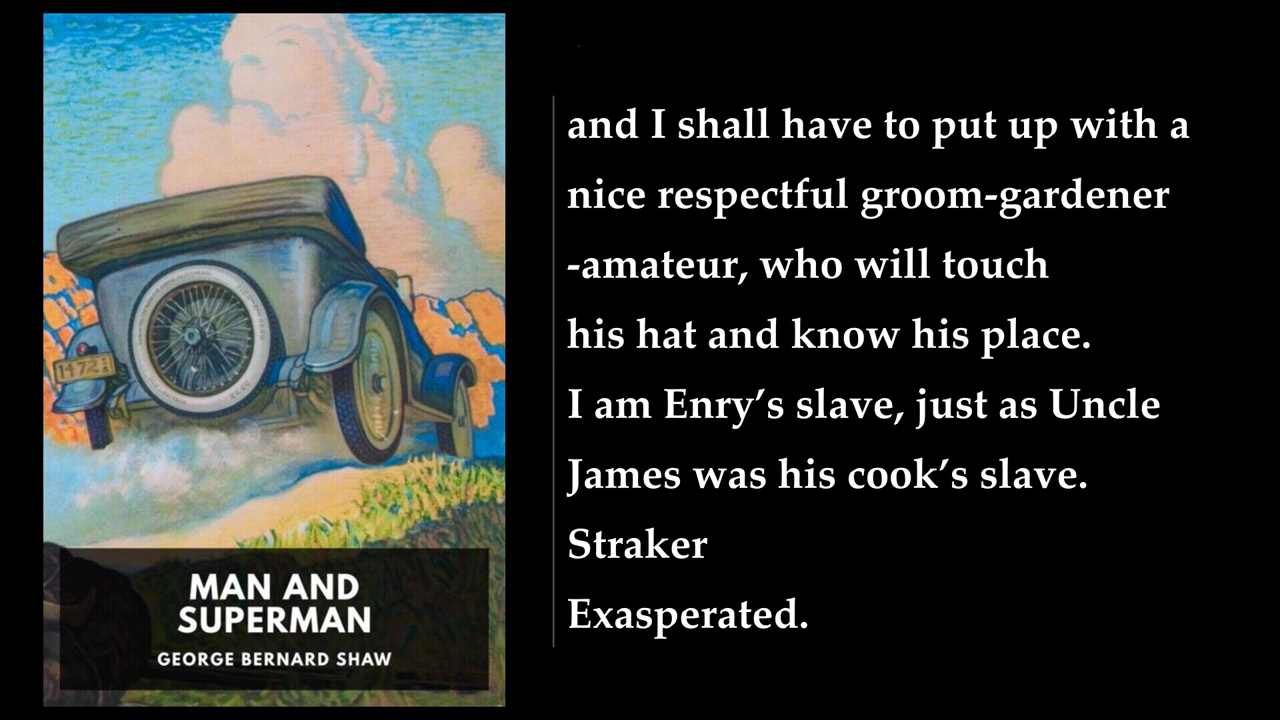 and I shall have to put up with a
nice respectful groom-gardener
-amateur, who will touch
his hat and know his place.
I am Enry’s slave, just as Uncle
James was his cook’s slave.
Straker
Exasperated.
1472
MAN AND
SUPERMAN
GEORGE BERNARD SHAW